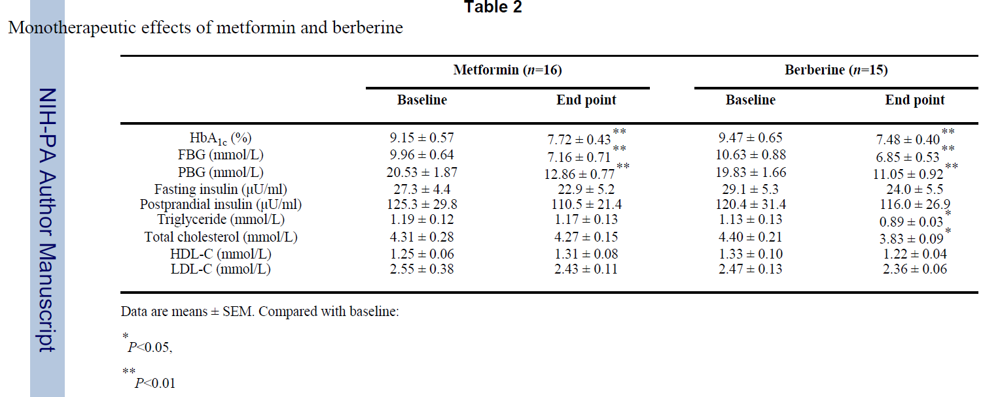 Table 2
Monotherapeutic effects of metformin and berberine
NIH-PA Author Manuscript
Metformin (n=16) Berberine (n=15)
Baseline End point Baseline End point
HbA1c (%) 9.15 ± 0.57 7.72 ± 0.43** 9.47 ± 0.65 7.48 ± 0.40**
FBG (mmol/L) 9.96 ± 0.64 7.16 ± 0.71** 10.63 ± 0.88 6.85 ± 0.53**
PBG (mmol/L) 20.53 ± 1.87 12.86 ± 0.77** 19.83 ± 1.66 11.05 ± 0.92**
Fasting insulin (μU/ml) 27.3 ± 4.4 22.9 ± 5.2 29.1 ± 5.3 24.0 ± 5.5
Postprandial insulin (μU/ml) 125.3 ± 29.8 110.5 ± 21.4 120.4 ± 31.4 116.0 ± 26.9
Triglyceride (mmol/L) 1.19 ± 0.12 1.17 ± 0.13 1.13 ± 0.13 0.89 ± 0.03*
Total cholesterol (mmol/L) 4.31 ± 0.28 4.27 ± 0.15 4.40 ± 0.21 3.83 ± 0.09*
HDL-C (mmol/L) 1.25 ± 0.06 1.31 ± 0.08 1.33 ± 0.10 1.22 ± 0.04
LDL-C (mmol/L) 2.55 ± 0.38 2.43 ± 0.11 2.47 ± 0.13 2.36 ± 0.06
Data are means ± SEM. Compared with baseline:
*P<0.05,
**P<0.01